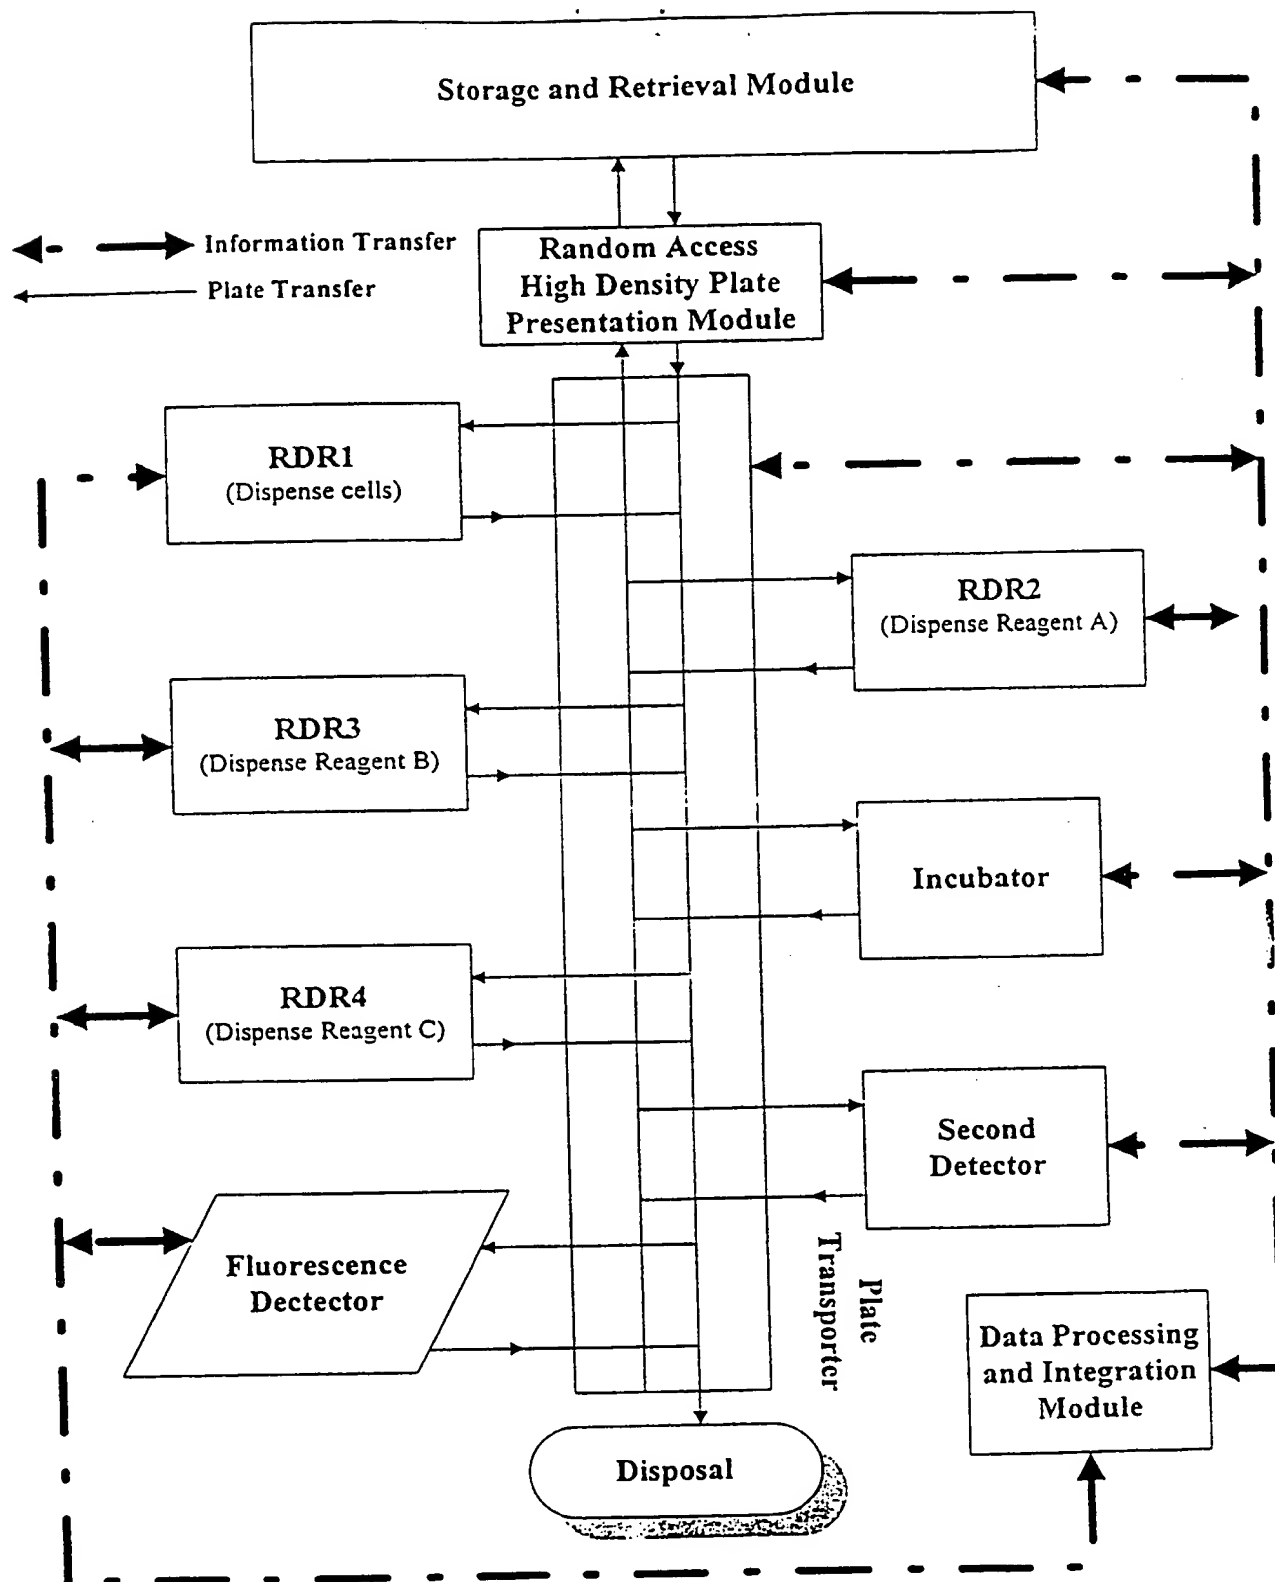 Storage and Retrieval Module
Information Transfer
Plate Transfer
Random Access
High Density Plate
Presentation Module
RDR1
(Dispense cells)
RDR2
(Dispense Reagent A)
RDR3
(Dispense Reagent B)
Incubator
RDR4
(Dispense Reagent C)
Second
Detector
Fluorescence
Dectector
Plate
Transporter
Data Processing
and Integration
Module
Disposal